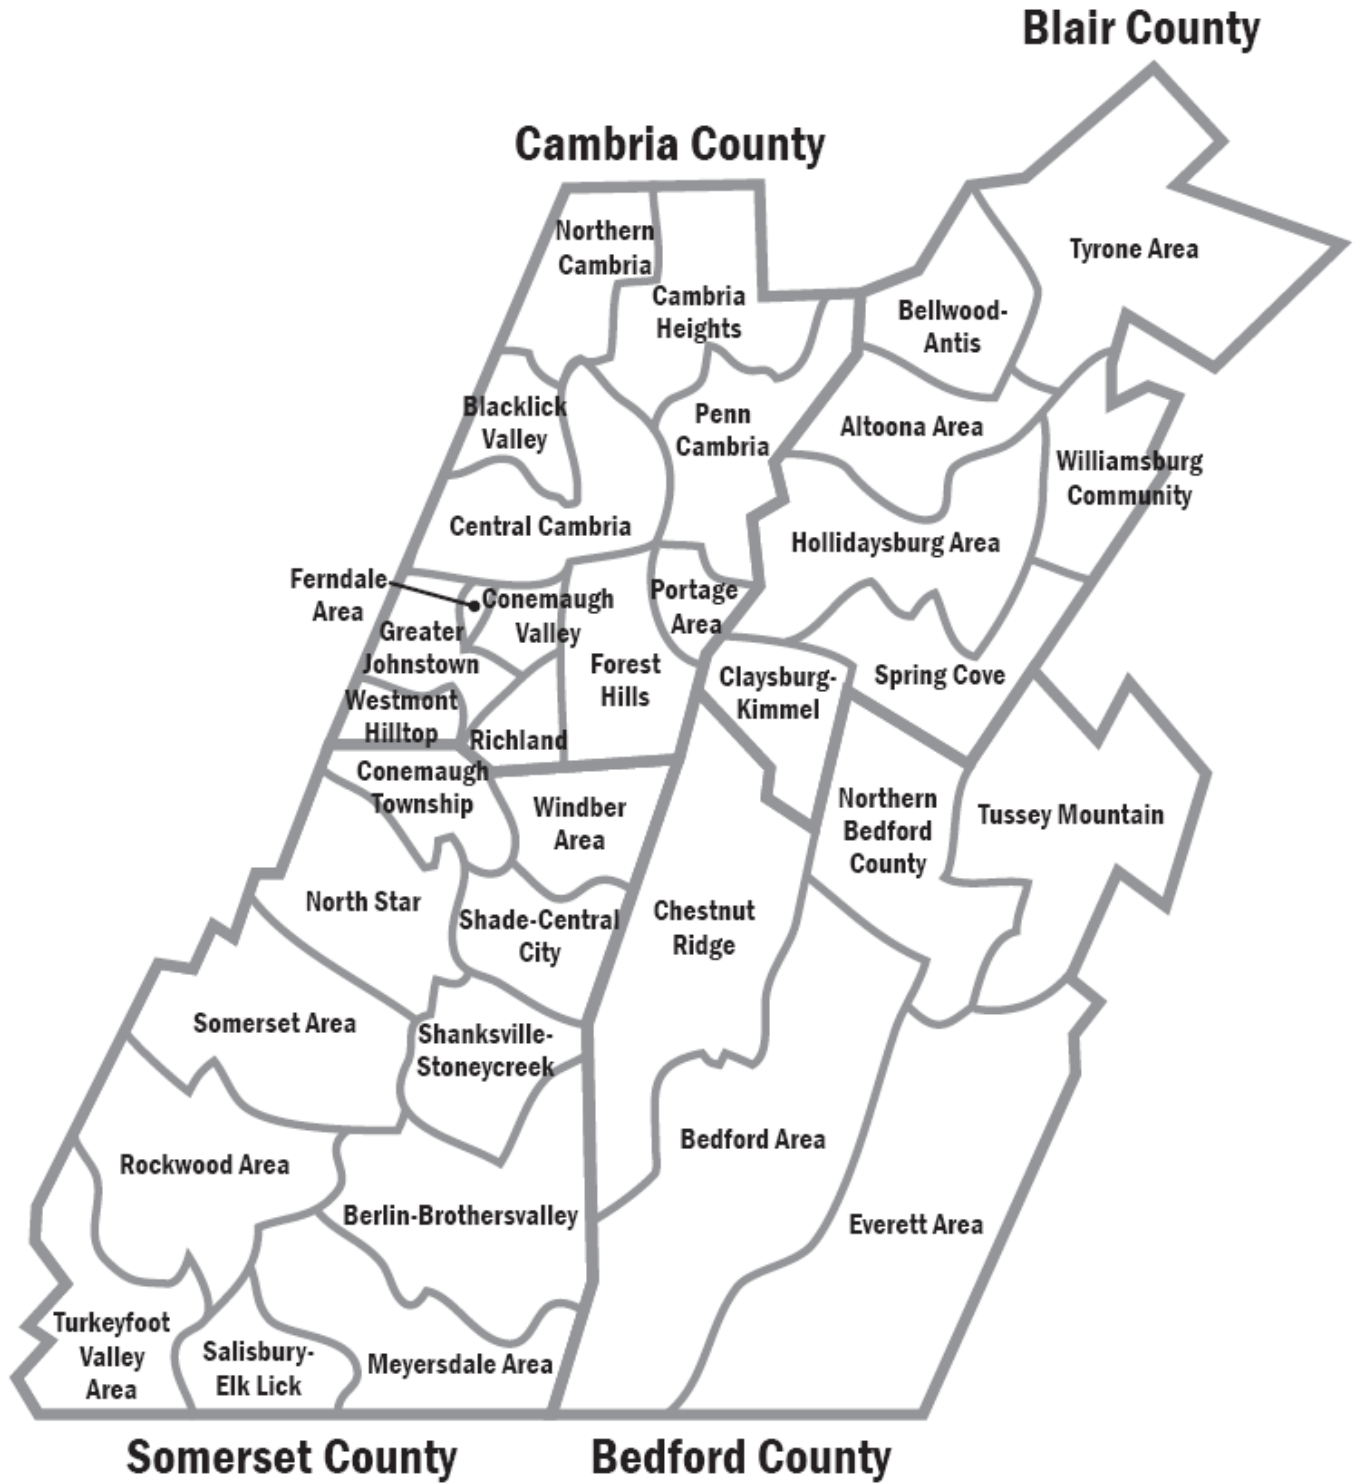 Blair County
Cambria County
Northern
Cambria
Cambria
Heights
Tyrone Area
Bellwood-
Antis
Blacklick
Valley
Penn
Cambria
Altoona Area
Williamsburg
Community
Central Cambria
Hollidaysburg Area
Ferndale
Area
Conemaugh
Valley
Portage
Area
Greater
Johnstown
Forest
Hills
Claysburg-
Kimmel
Spring Cove
Westmont
Hilltop
Richland
Conemaugh
Township
Windber
Area
Northern
Bedford
County
Tussey Mountain
North Star
Shade-Central
City
Chestnut
Ridge
Somerset Area
Shanksville-
Stoneycreek
Bedford Area
Rockwood Area
Berlin-Brothersvalley
Everett Area
Turkeyfoot
Valley
Area
Salisbury-
Elk Lick
Meyersdale Area
Somerset County
Bedford County